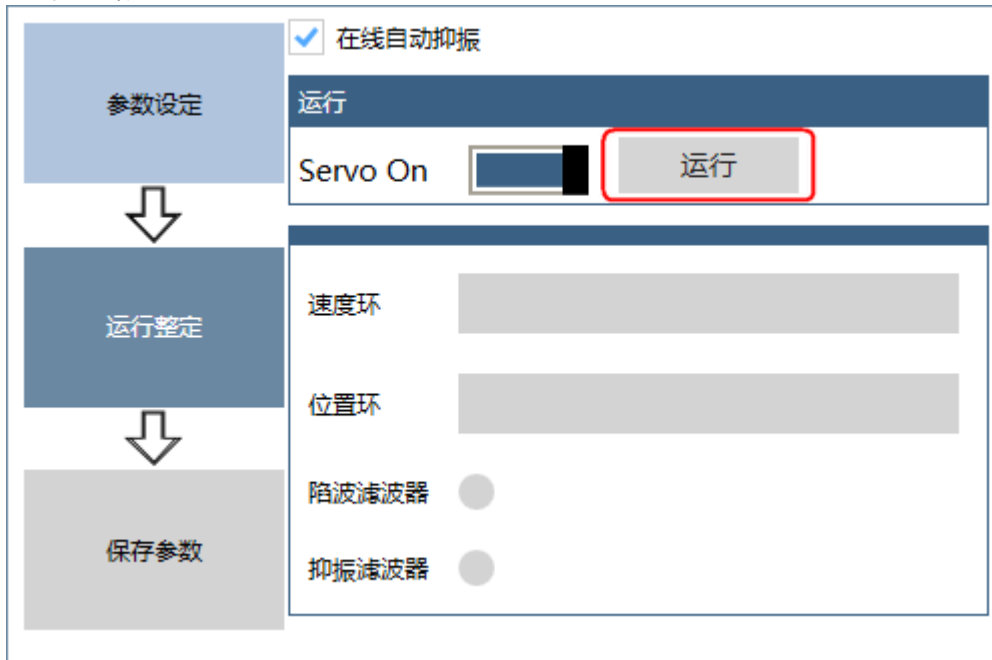 在线自动抑振
参数设定
运行
Servo On
运行
运行整定
速度环
位置环
陷波滤波器
保存参数
抑振滤波器